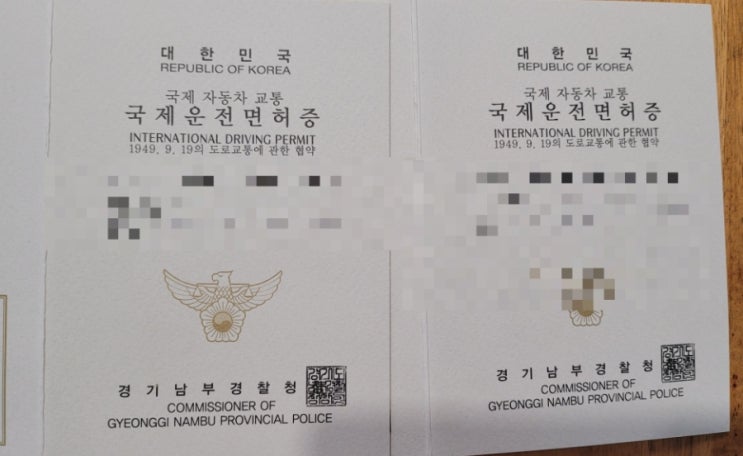 대한민국
REPUBLIC OF KOREA
국제 자동차 교통
국제운전면허증
INTERNATIONAL DRIVING PERMIT
1949. 9. 19의 도로교통에 관한 협약
경기남부경찰청
COMMISSIONER OF
GYEONGGI NAMBU PROVINCIAL POLICE
대한민국
REPUBLIC OF KOREA
국제 자동차 교통
국제운전면허증
INTERNATIONAL DRIVING PERMIT
1949. 9. 19의 도로교통에 관한 협약
경기남부경찰청
COMMISSIONER OF
GYEONGGI NAMBU PROVINCIAL POLICE